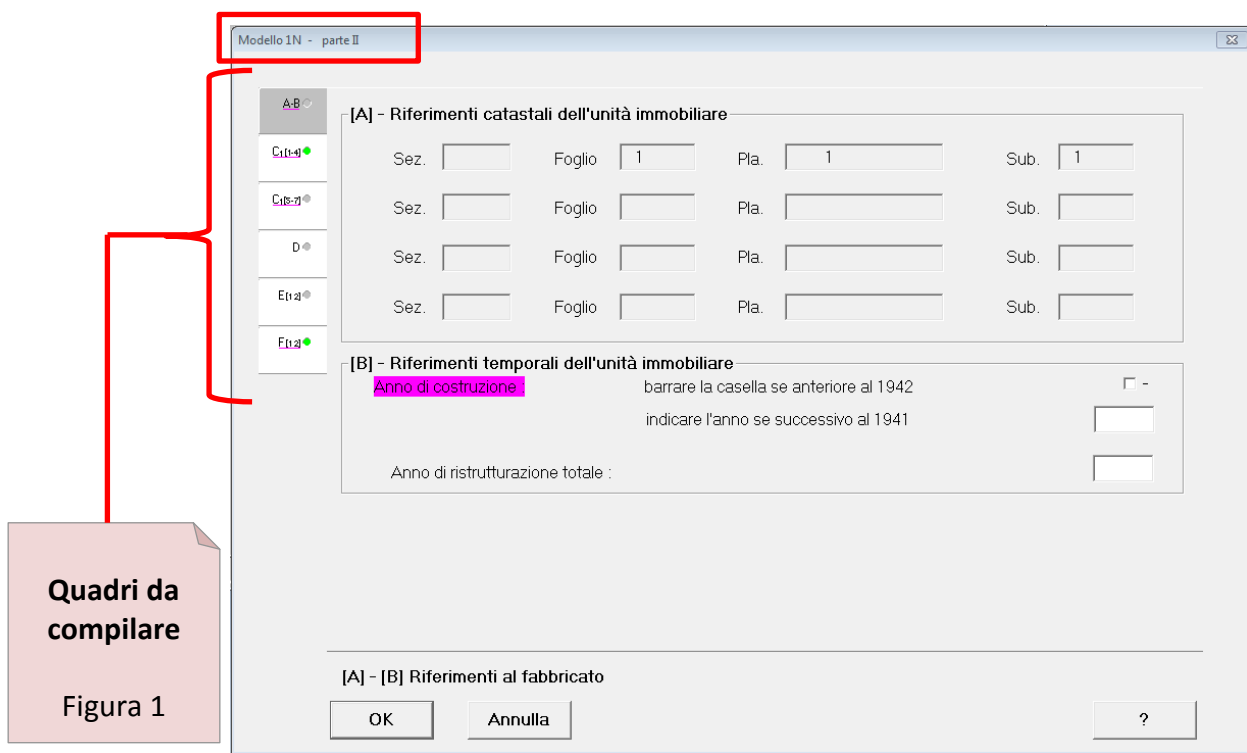 Modello 1N - parte II
A-B
C1[1-4]
C1[5-7]
D
E[1 2]
F[1 2]
[A] - Riferimenti catastali dell'unità immobiliare
Sez. Foglio 1 Pla. 1 Sub. 1
Sez. Foglio Pla. Sub.
Sez. Foglio Pla. Sub.
Sez. Foglio Pla. Sub.
[B] - Riferimenti temporali dell'unità immobiliare
Anno di costruzione : barrare la casella se anteriore al 1942 -
indicare l'anno se successivo al 1941
Anno di ristrutturazione totale :
Quadri da
compilare
Figura 1
[A] - [B] Riferimenti al fabbricato
OK Annulla ?